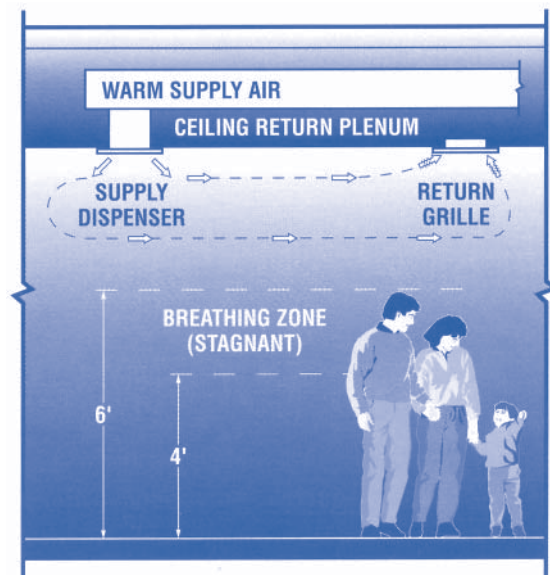 WARM SUPPLY AIR
CEILING RETURN PLENUM
SUPPLY
DISPENSER
RETURN
GRILLE
BREATHING ZONE
(STAGNANT)
6'
4'